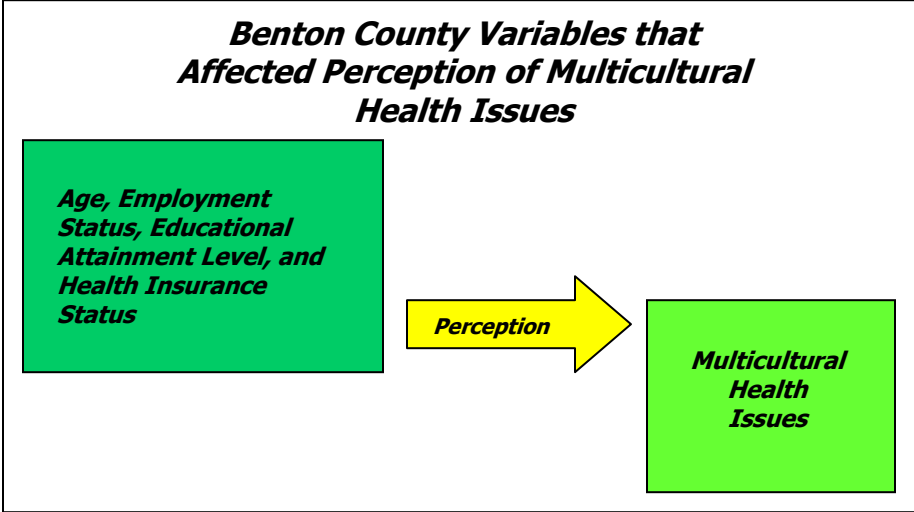 Benton County Variables that
Affected Perception of Multicultural
Health Issues
Age, Employment
Status, Educational
Attainment Level, and
Health Insurance
Status
Perception
Multicultural
Health
Issues